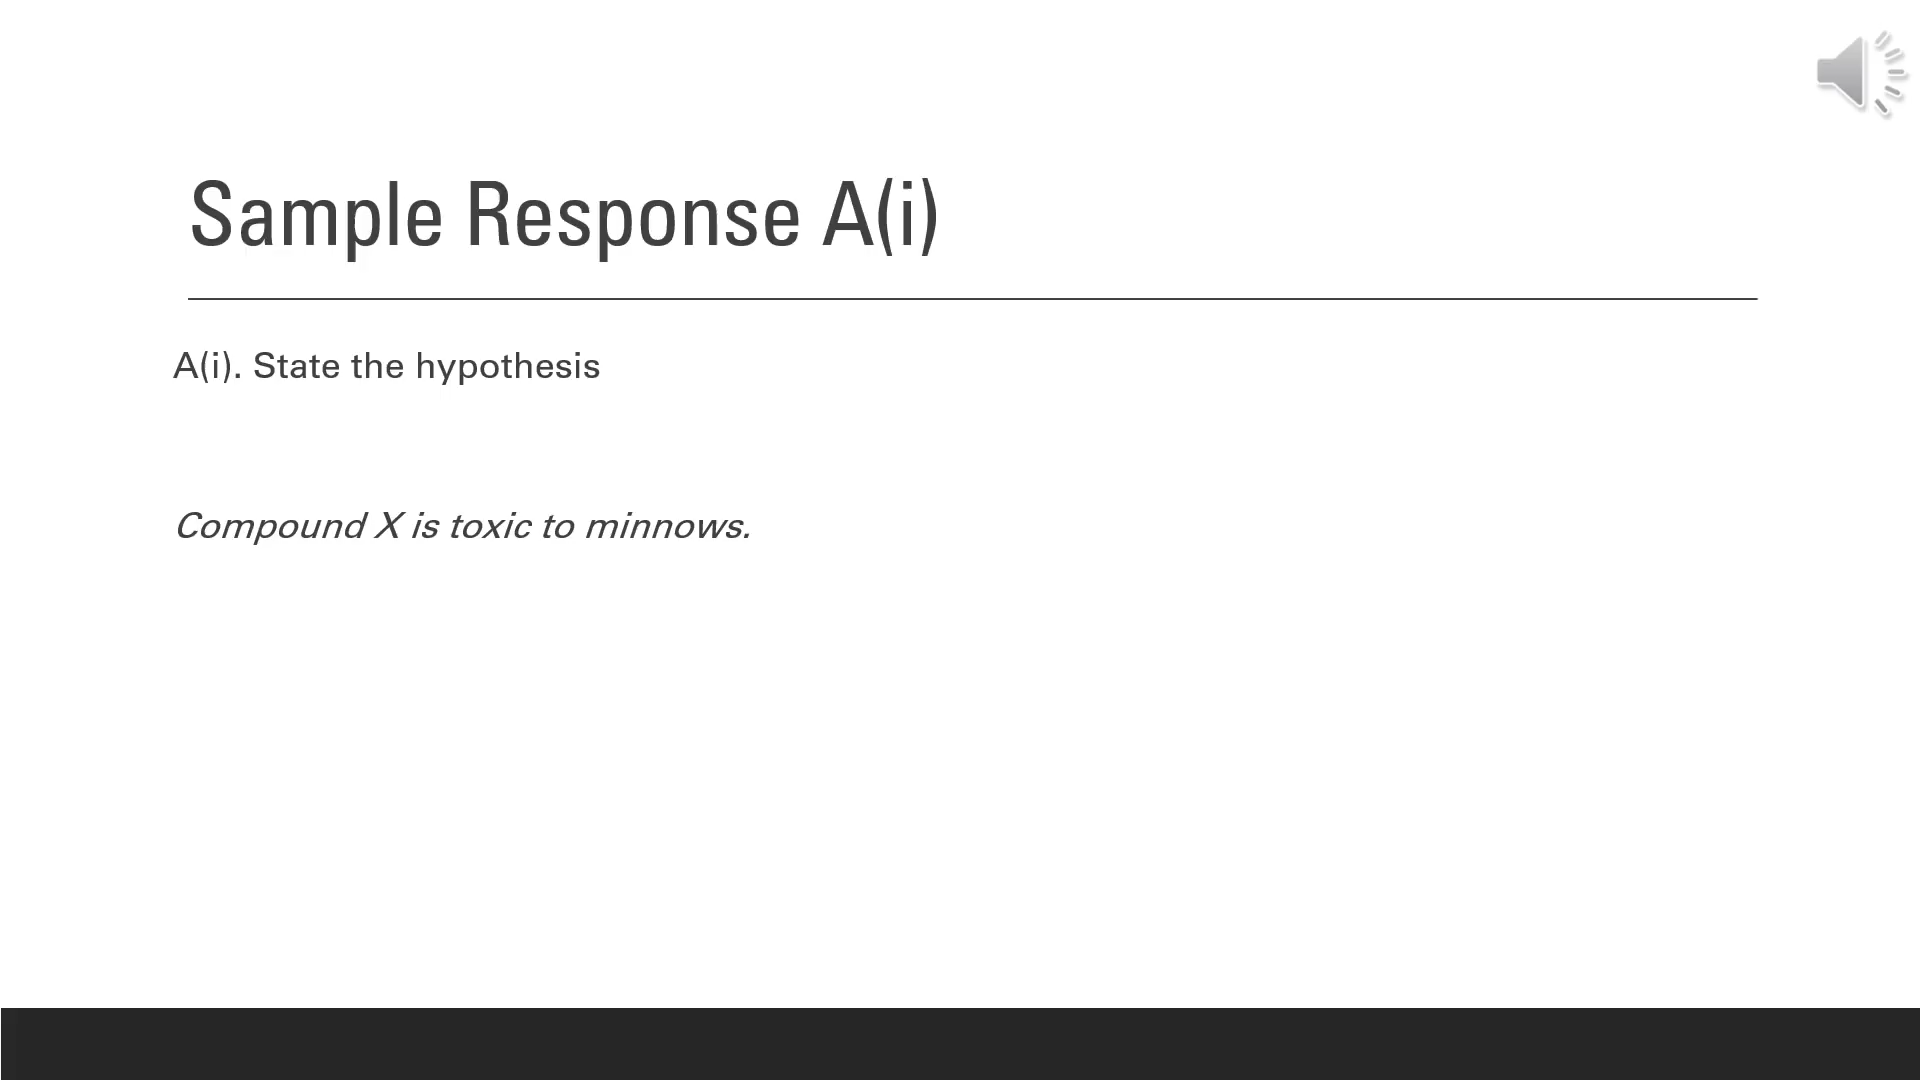 Sample Response A(i)
A(i). State the hypothesis
Compound X is toxic to minnows.